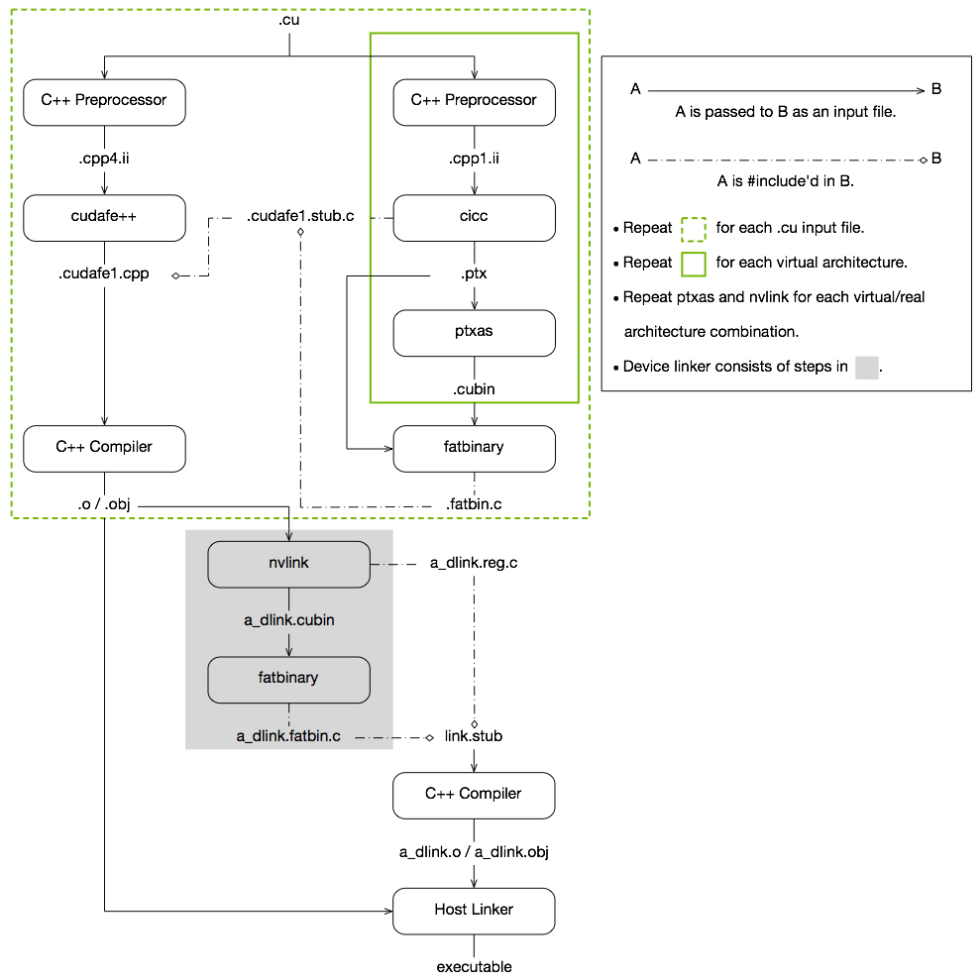 .cu
C++ Preprocessor
C++ Preprocessor
.cpp4.ii
.cpp1.ii
cudafe++
.cudafe1.stub.c
cicc
.cudafe1.cpp
.ptx
ptxas
.cubin
C++ Compiler
fatbinary
.o / .obj
.fatbin.c
nvlink
a_dlink.reg.c
a_dlink.cubin
fatbinary
a_dlink.fatbin.c
link.stub
C++ Compiler
a_dlink.o / a_dlink.obj
Host Linker
executable
A B
A is passed to B as an input file.
A B
A is #include'd in B.
• Repeat for each .cu input file.
• Repeat for each virtual architecture.
• Repeat ptxas and nvlink for each virtual/real
architecture combination.
• Device linker consists of steps in .